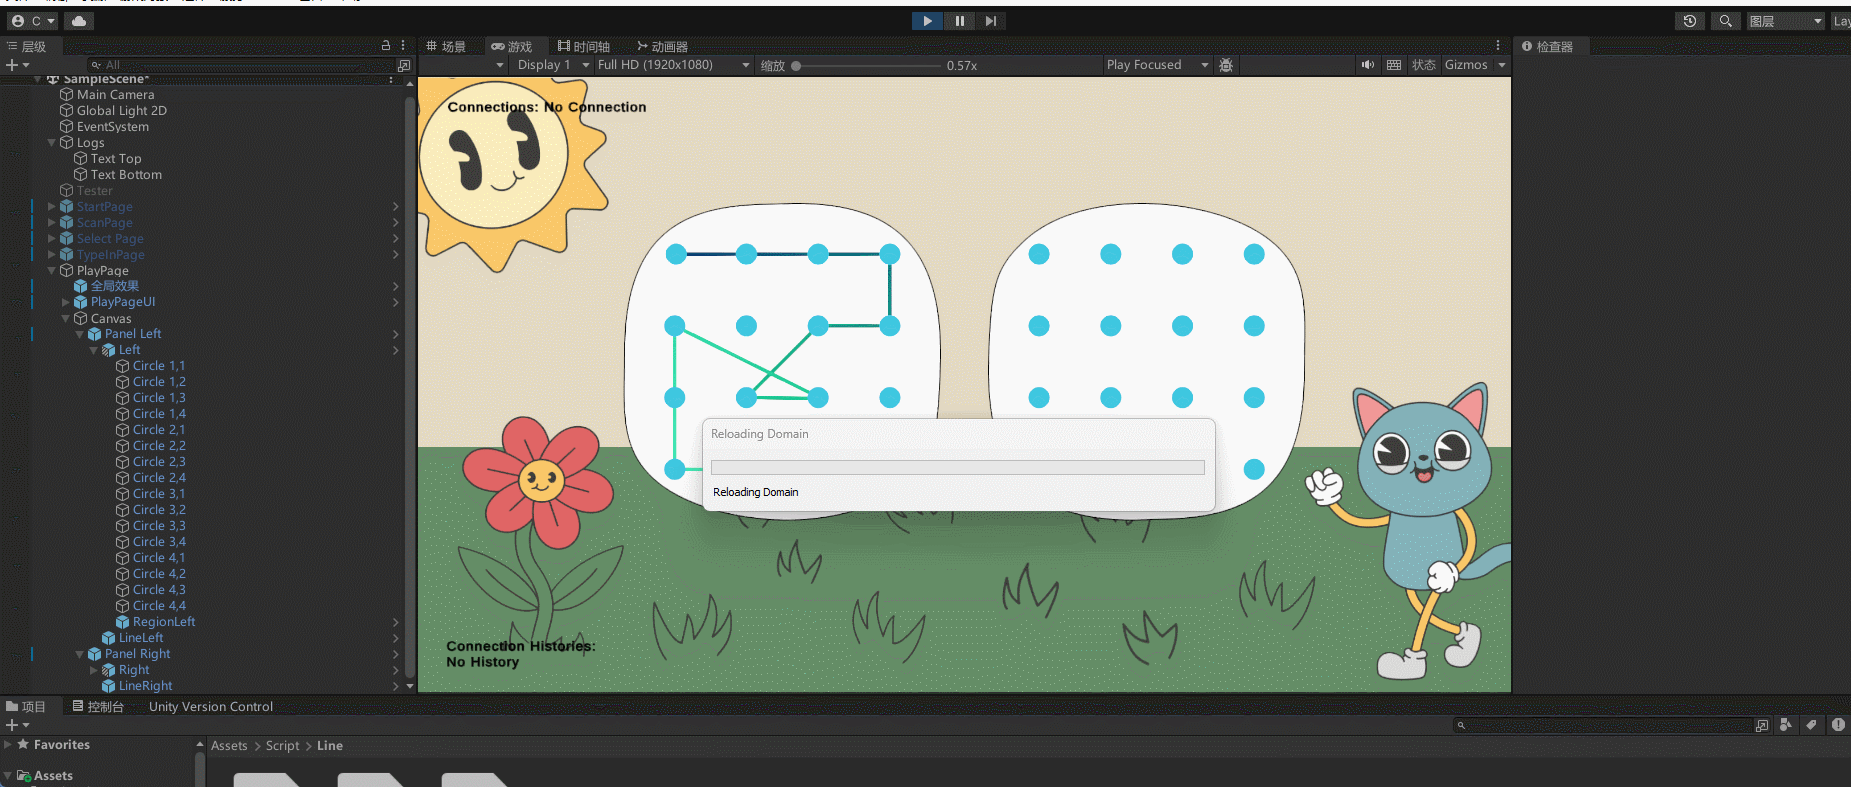 C
图层
Lay
层级
All
SampleScene*
Main Camera
Global Light 2D
EventSystem
Logs
Text Top
Text Bottom
Tester
StartPage
ScanPage
Select Page
TypeInPage
PlayPage
全局效果
PlayPageUI
Canvas
Panel Left
Left
Circle 1,1
Circle 1,2
Circle 1,3
Circle 1,4
Circle 2,1
Circle 2,2
Circle 2,3
Circle 2,4
Circle 3,1
Circle 3,2
Circle 3,3
Circle 3,4
Circle 4,1
Circle 4,2
Circle 4,3
Circle 4,4
RegionLeft
LineLeft
Panel Right
Right
LineRight
场景 游戏 时间轴 动画器
Display 1 Full HD (1920x1080) 缩放 0.57x Play Focused 状态 Gizmos
Connections: No Connection
Reloading Domain
Reloading Domain
Connection Histories:
No History
检查器
项目 控制台 Unity Version Control
Favorites
Assets
Assets > Script > Line